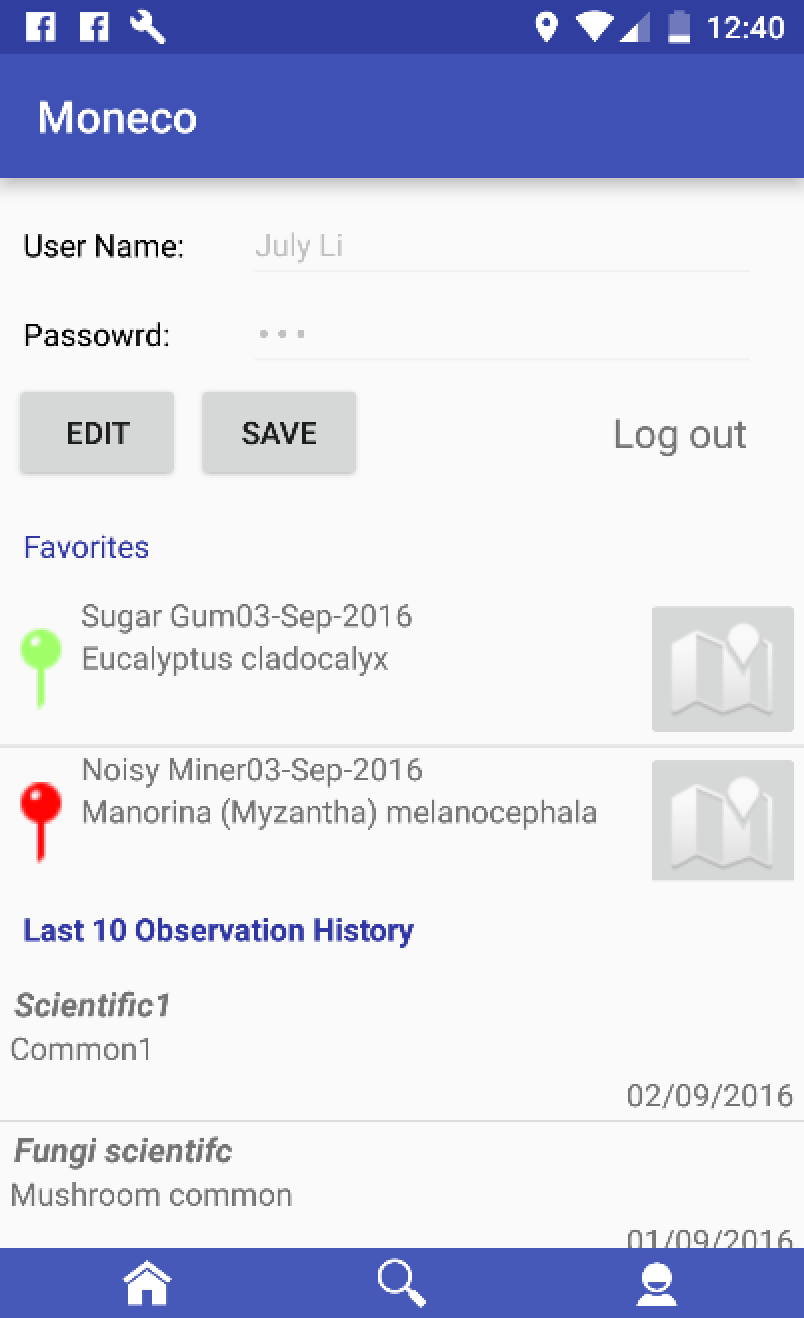 12:40
Moneco
User Name: July Li
Passowrd: •••
EDIT SAVE Log out
Favorites
Sugar Gum03-Sep-2016
Eucalyptus cladocalyx
Noisy Miner03-Sep-2016
Manorina (Myzantha) melanocephala
Last 10 Observation History
Scientific1
Common1
02/09/2016
Fungi scientifc
Mushroom common
01/09/2016